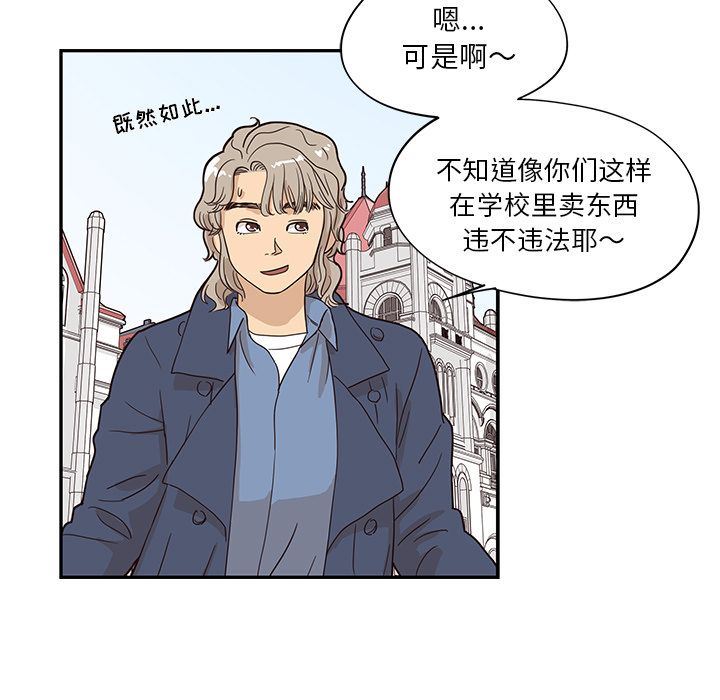 嗯…
可是啊～
既然如此…
不知道像你们这样
在学校里卖东西
违不违法耶～